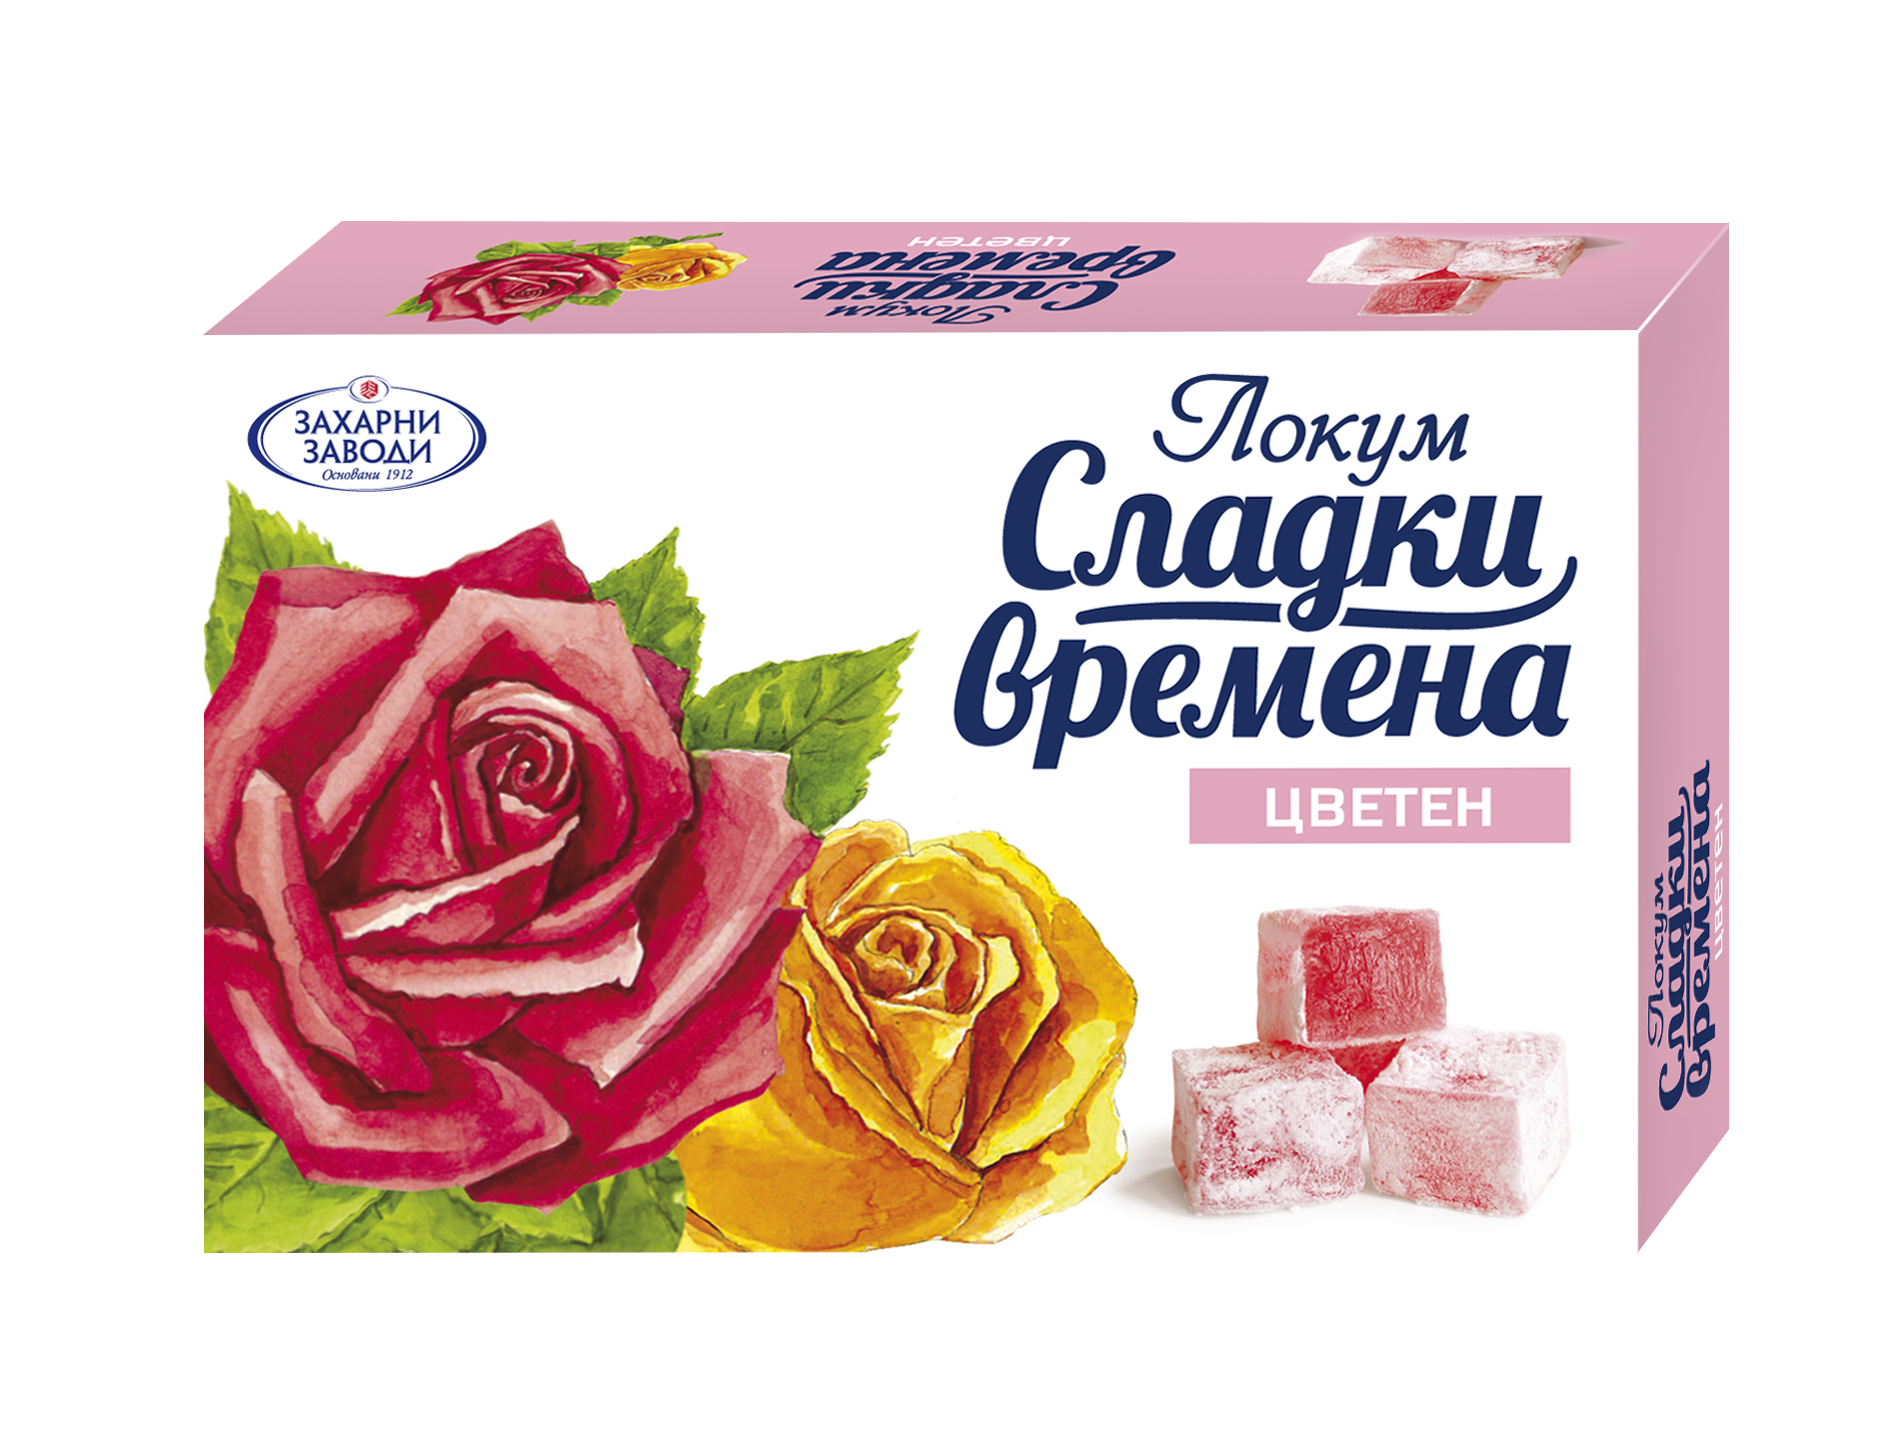 Локум
Сладки
времена
ЦВЕТЕН
ЗАХАРНИ
ЗАВОДИ
Основани 1912
Локум
Сладки
времена
ЦВЕТЕН
Локум
Сладки
времена
ЦВЕТЕН